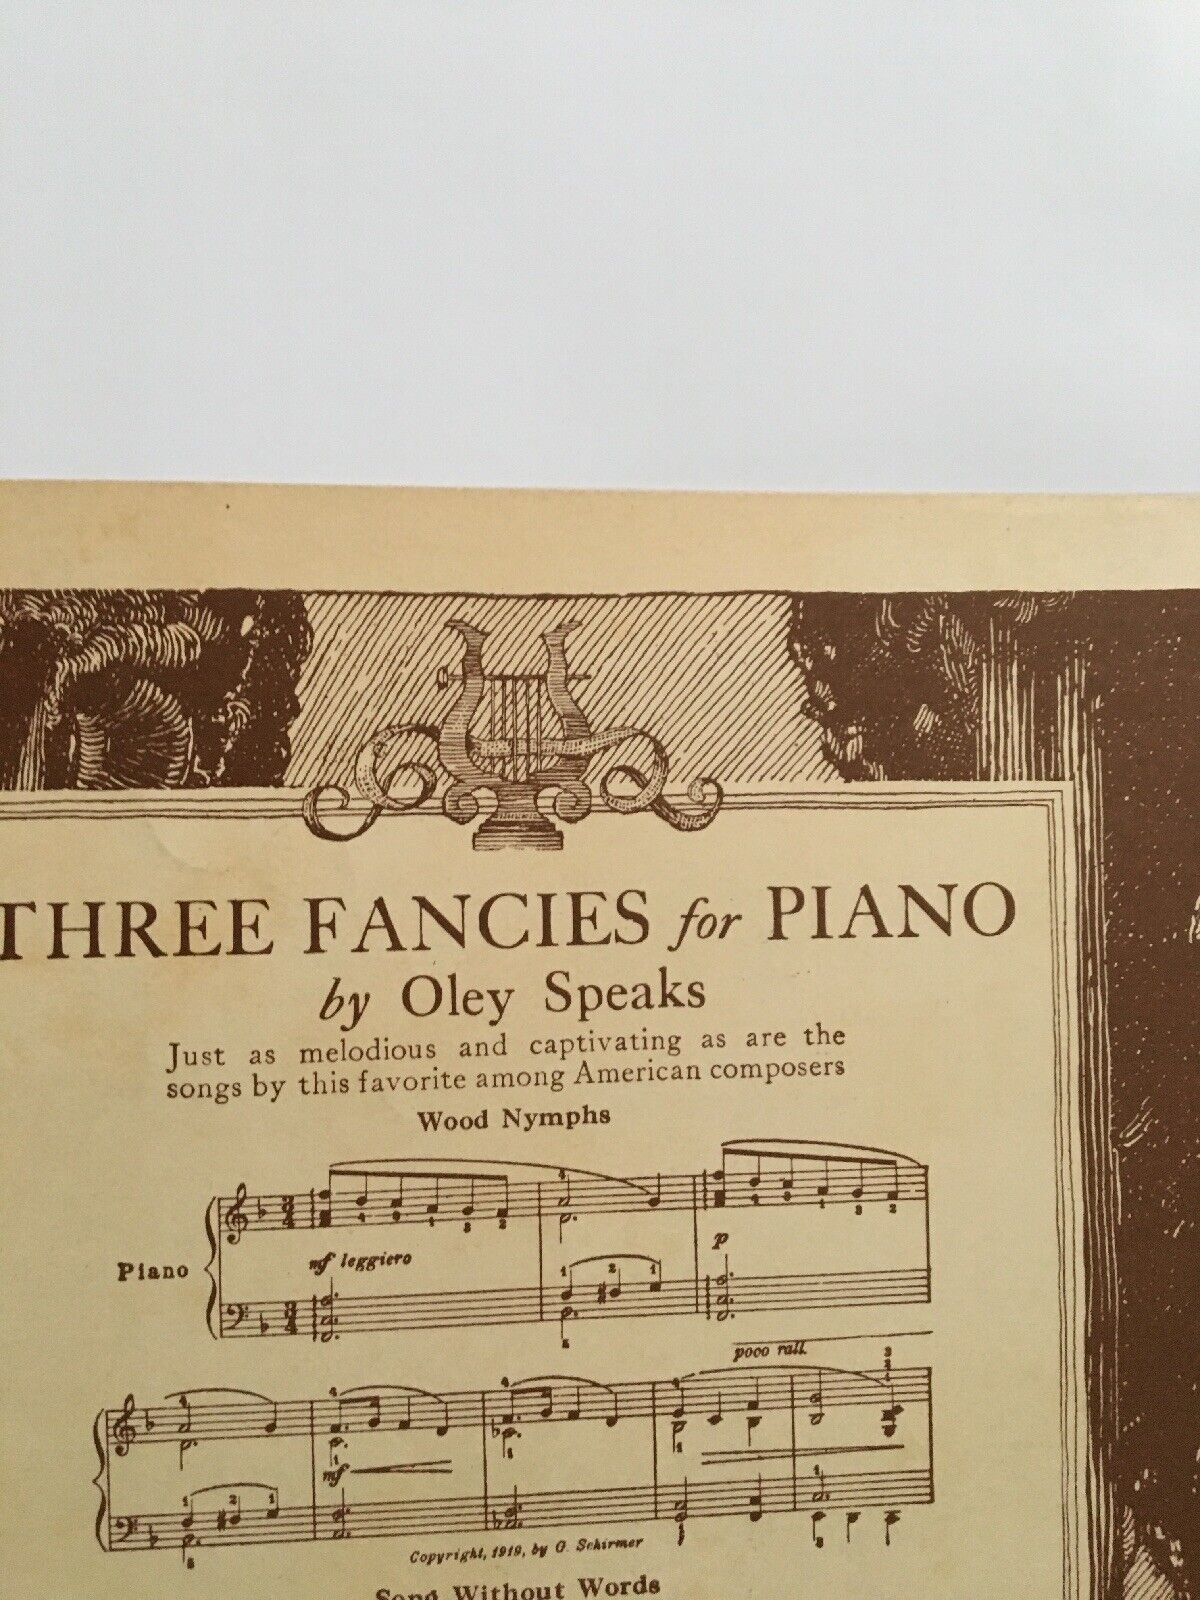 THREE FANCIES for PIANO
by Oley Speaks
Just as melodious and captivating as are the
songs by this favorite among American composers
Wood Nymphs
Piano
mf leggiero
p
poco rall.
mf
Copyright, 1919, by G. Schirmer
Song Without Words